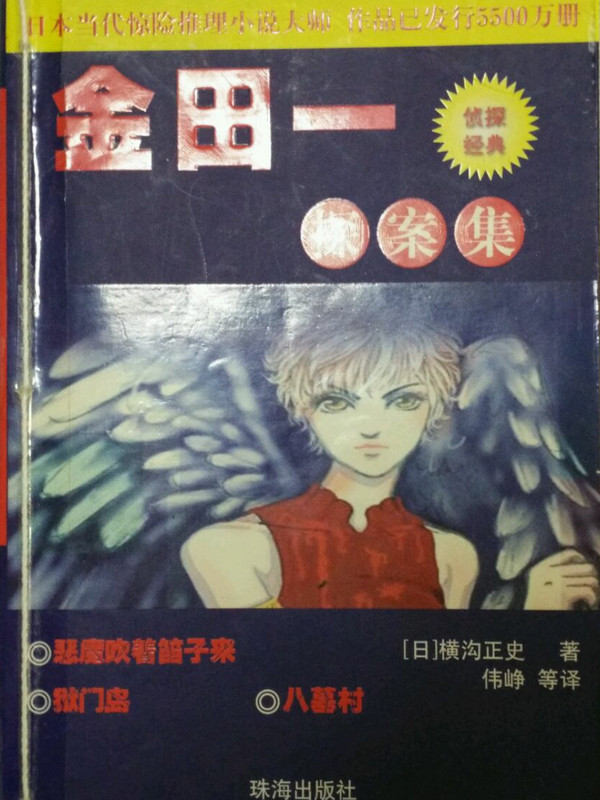 日本当代惊险推理小说大师 作品已发行5500万册
金田一
侦探
经典
探案集
◎恶魔吹着笛子来
[日]横沟正史 著
伟峥 等译
◎狱门岛 ◎八墓村
珠海出版社